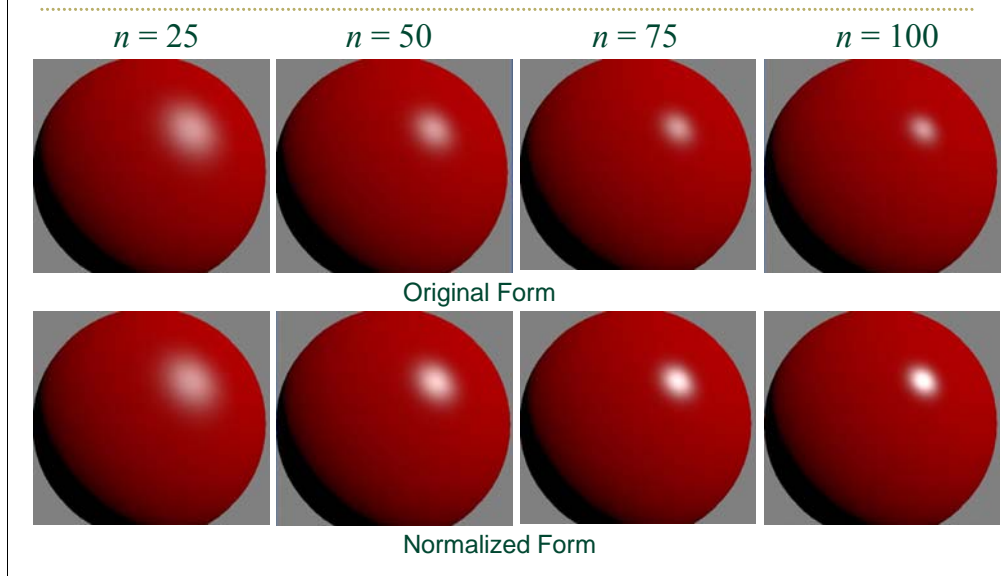 n = 25 n = 50 n = 75 n = 100
Original Form
Normalized Form